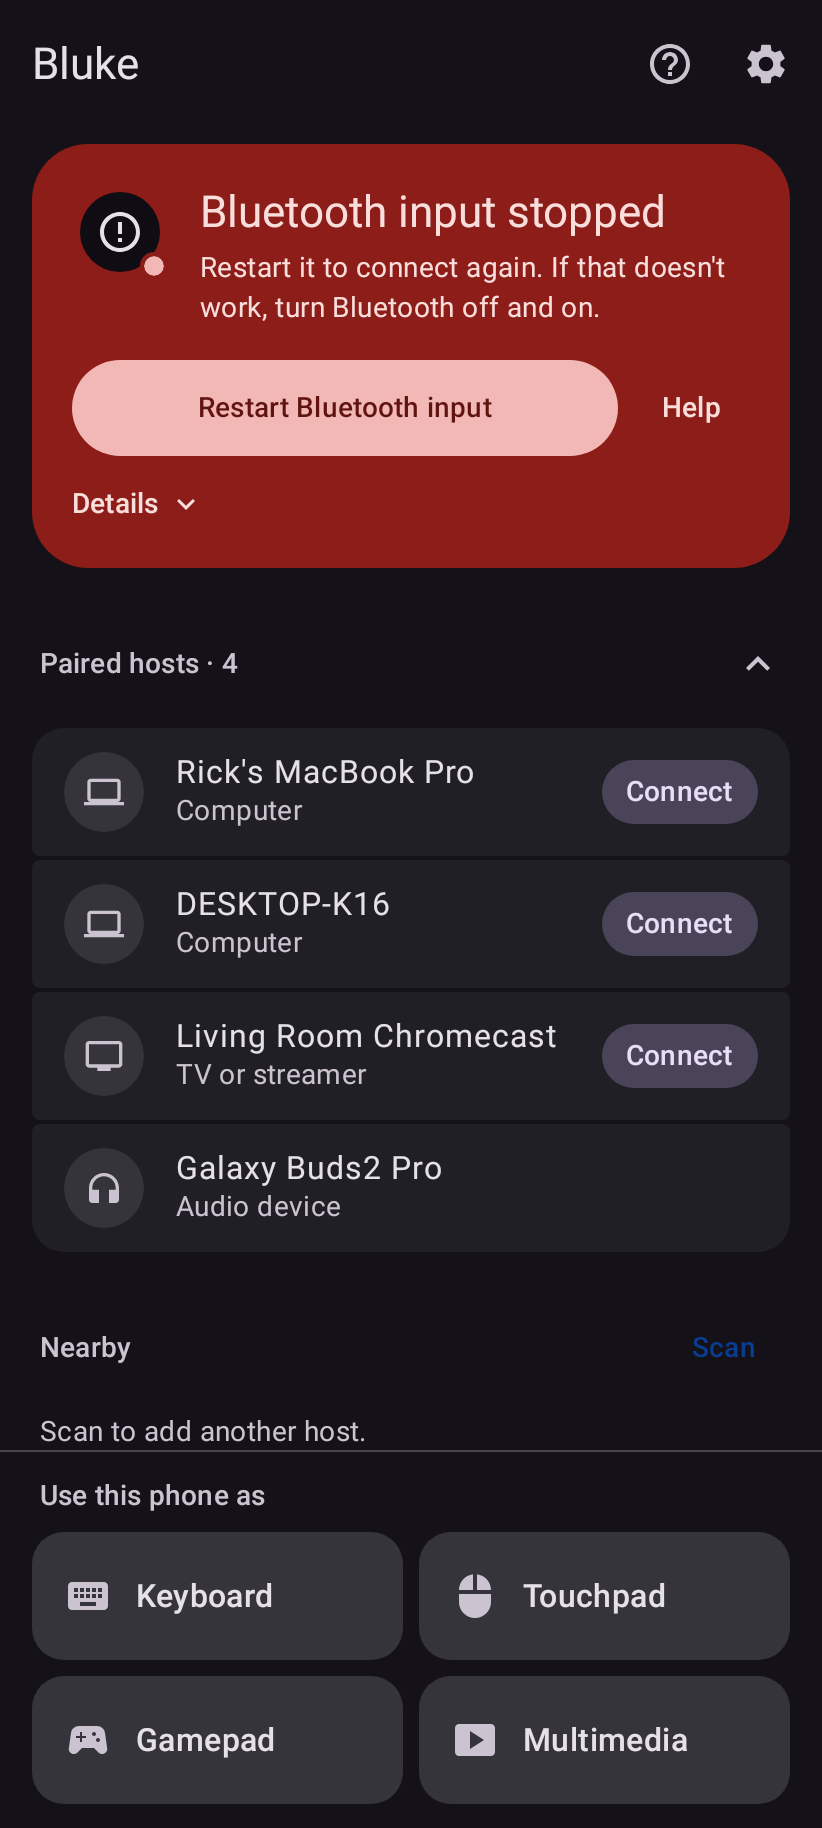 Bluke
Bluetooth input stopped
Restart it to connect again. If that doesn't
work, turn Bluetooth off and on.
Restart Bluetooth input
Help
Details
Paired hosts · 4
Rick's MacBook Pro
Computer
Connect
DESKTOP-K16
Computer
Connect
Living Room Chromecast
TV or streamer
Connect
Galaxy Buds2 Pro
Audio device
Nearby
Scan
Scan to add another host.
Use this phone as
Keyboard
Touchpad
Gamepad
Multimedia